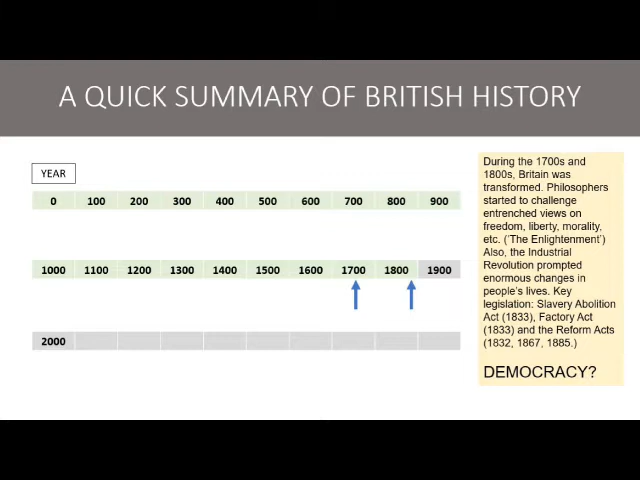 A QUICK SUMMARY OF BRITISH HISTORY
YEAR
0 100 200 300 400 500 600 700 800 900
1000 1100 1200 1300 1400 1500 1600 1700 1800 1900
2000
During the 1700s and
1800s, Britain was
transformed. Philosophers
started to challenge
entrenched views on
freedom, liberty, morality,
etc. (‘The Enlightenment’)
Also, the Industrial
Revolution prompted
enormous changes in
people’s lives. Key
legislation: Slavery Abolition
Act (1833), Factory Act
(1833) and the Reform Acts
(1832, 1867, 1885.)
DEMOCRACY?